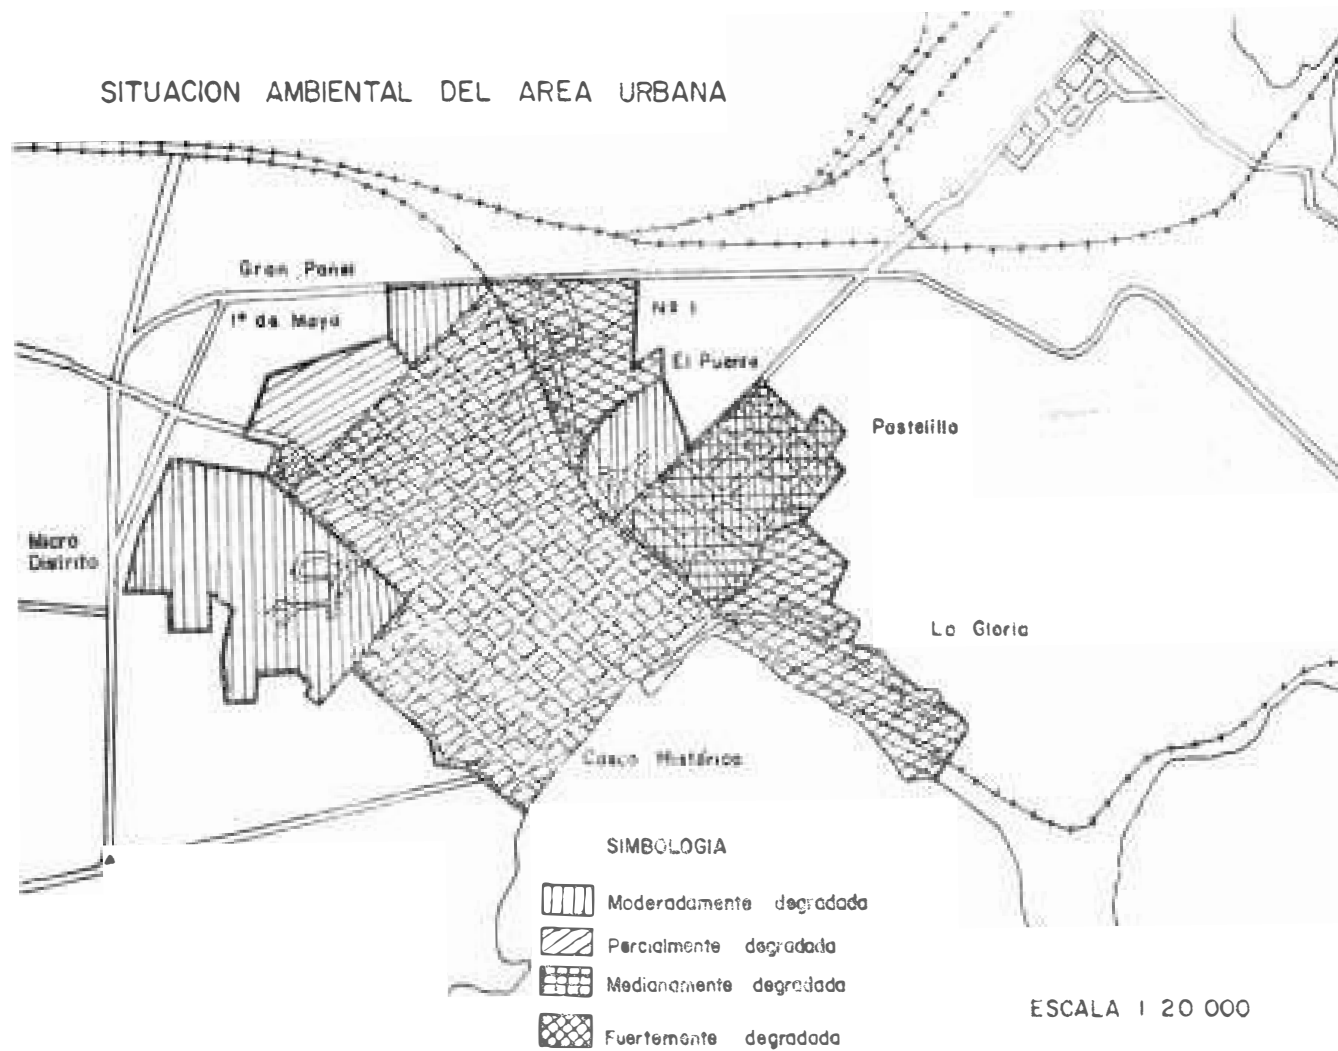 SITUACION AMBIENTAL DEL AREA URBANA
Gran Panel
1º de Mayo
Nº 1
El Puente
Pastelillo
Micro
Distrito
La Gloria
Casco Histórico
SIMBOLOGIA
Moderadamente degradada
Parcialmente degradada
Medianamente degradada
Fuertemente degradada
ESCALA 1 20 000